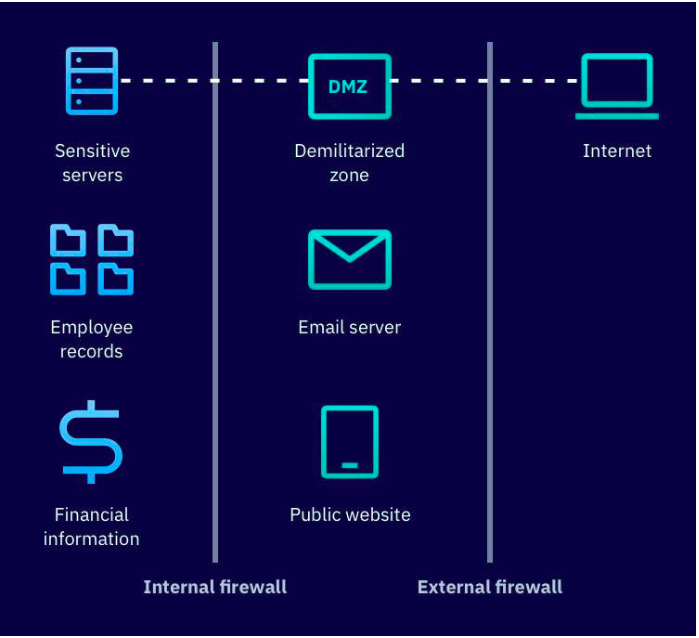 DMZ
Sensitive
servers
Demilitarized
zone
Internet
Employee
records
Email server
Financial
information
Public website
Internal firewall
External firewall